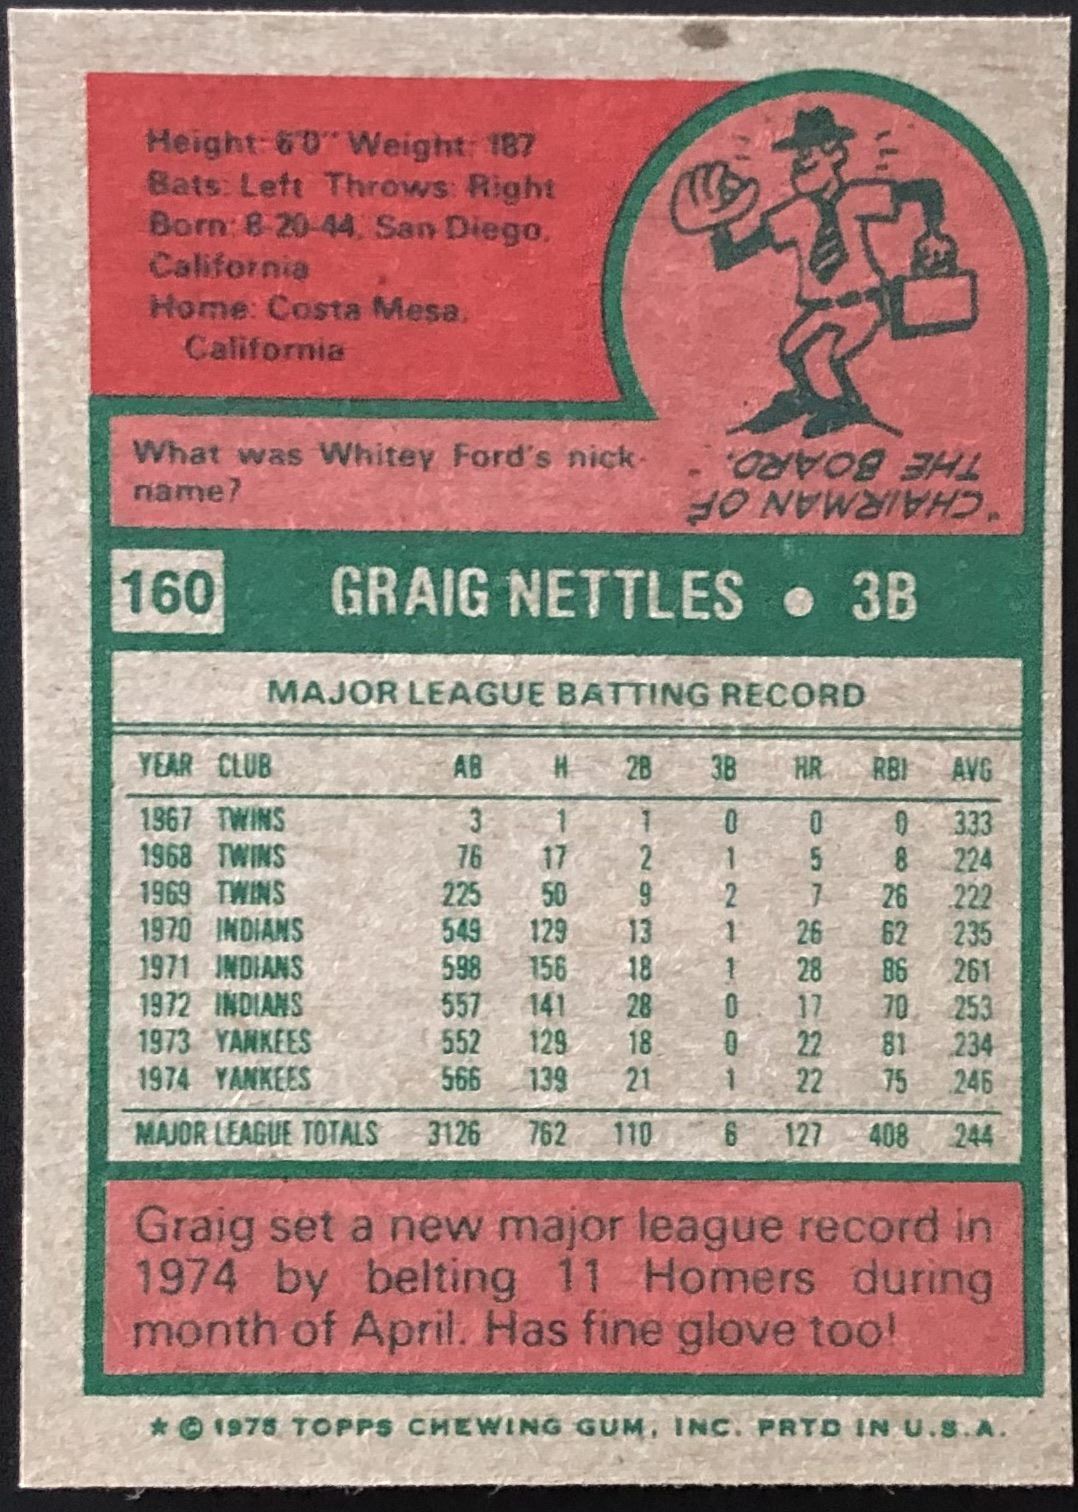 Height: 6'0" Weight: 187
Bats: Left Throws: Right
Born: 8-20-44, San Diego,
California
Home: Costa Mesa,
California
What was Whitey Ford's nick-
name?
"CHAIRMAN OF
THE BOARD."
160 GRAIG NETTLES • 3B
MAJOR LEAGUE BATTING RECORD
YEAR CLUB AB H 2B 3B HR RBI AVG
1967 TWINS 3 1 1 0 0 0 .333
1968 TWINS 76 17 2 1 5 8 .224
1969 TWINS 225 50 9 2 7 26 .222
1970 INDIANS 549 129 13 1 26 62 .235
1971 INDIANS 598 156 18 1 28 86 .261
1972 INDIANS 557 141 28 0 17 70 .253
1973 YANKEES 552 129 18 0 22 81 .234
1974 YANKEES 566 139 21 1 22 75 .246
MAJOR LEAGUE TOTALS 3126 762 110 6 127 408 .244
Graig set a new major league record in
1974 by belting 11 Homers during
month of April. Has fine glove too!
* © 1975 TOPPS CHEWING GUM, INC. PRTD IN U.S.A.